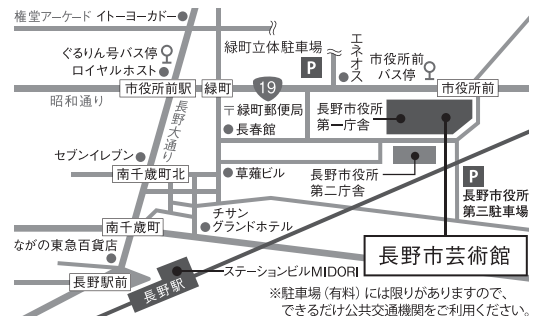 権堂アーケード
イトーヨーカドー
ぐるりん号バス停
ロイヤルホスト
緑町立体駐車場
P
エネオス
市役所前
バス停
市役所前駅
緑町
19
市役所前
昭和通り
長野大通り
〒緑町郵便局
長春館
長野市役所
第一庁舎
セブンイレブン
南千歳町北
草薙ビル
長野市役所
第二庁舎
P
長野市役所
第三駐車場
南千歳町
チサン
グランドホテル
ながの東急百貨店
長野市芸術館
長野駅前
ステーションビルMIDORI
長野駅
※駐車場（有料）には限りがありますので、
できるだけ公共交通機関をご利用ください。